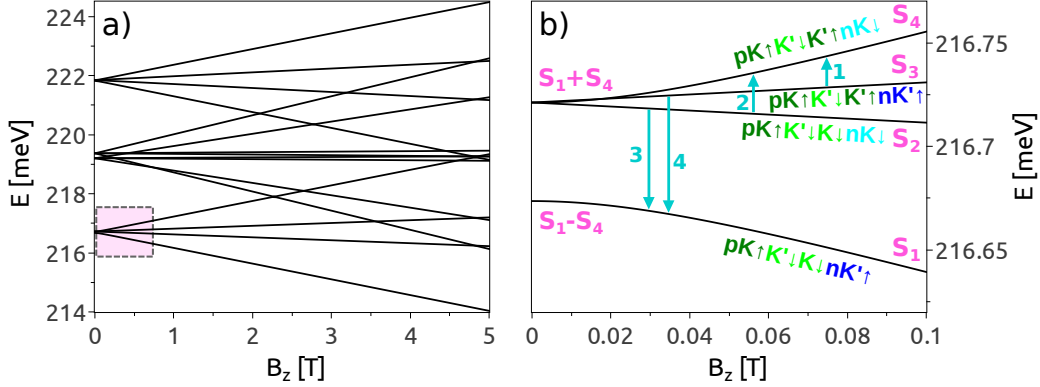 a)
224
222
220
218
216
214
E [meV]
0
1
2
3
4
5
B_z [T]
b)
S₄
pK↑K'↓K'↑nK↓
1
S₃
S₁+S₄
2
pK↑K'↓K'↑nK'↑
pK↑K'↓K↓nK↓
S₂
3
4
S₁-S₄
S₁
pK↑K'↓K↓nK'↑
216.75
216.7
216.65
E [meV]
0
0.02
0.04
0.06
0.08
0.1
B_z [T]